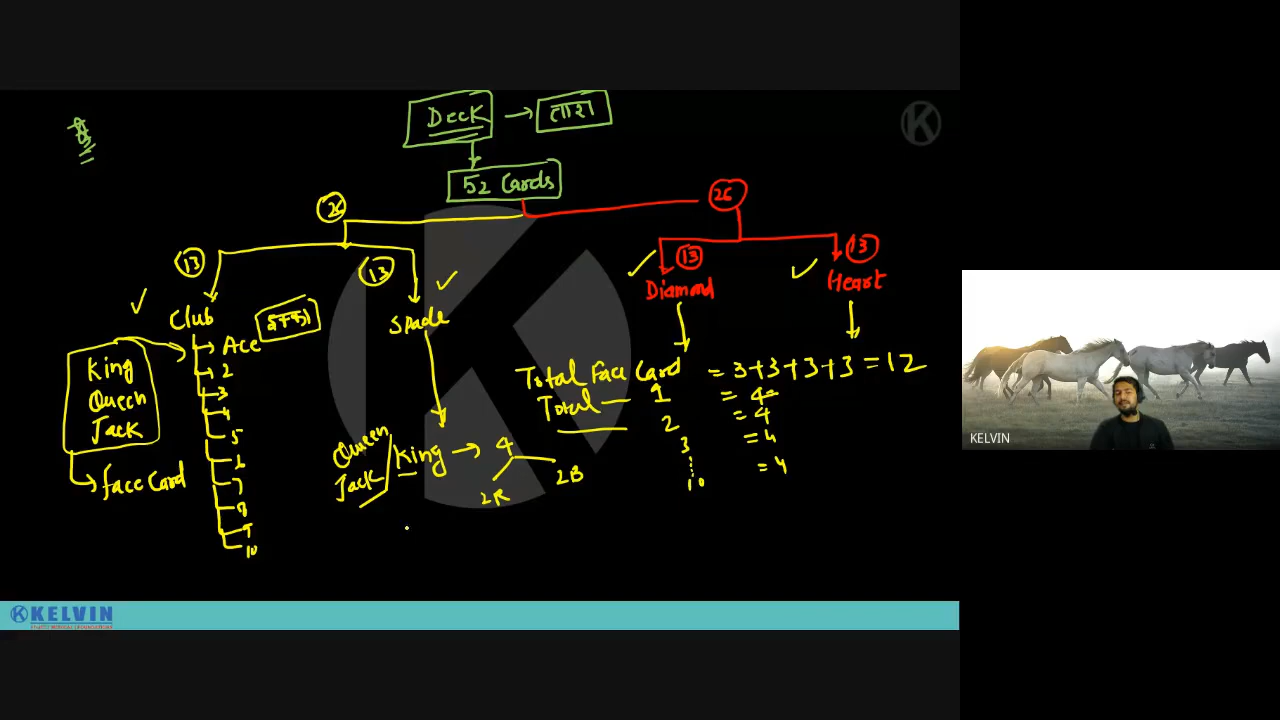 Deck → ताश
52 Cards
26
26
13
13
13
13
Club
Spade
Diamond
Heart
Ace
2
3
4
5
6
7
8
9
10
King
Queen
Jack
face Card
Queen
Jack
King → 4
2R
2B
Total Face Card = 3+3+3+3 = 12
Total — 1 = 4
2 = 4
3 = 4
10 = 4
KELVIN
KELVIN